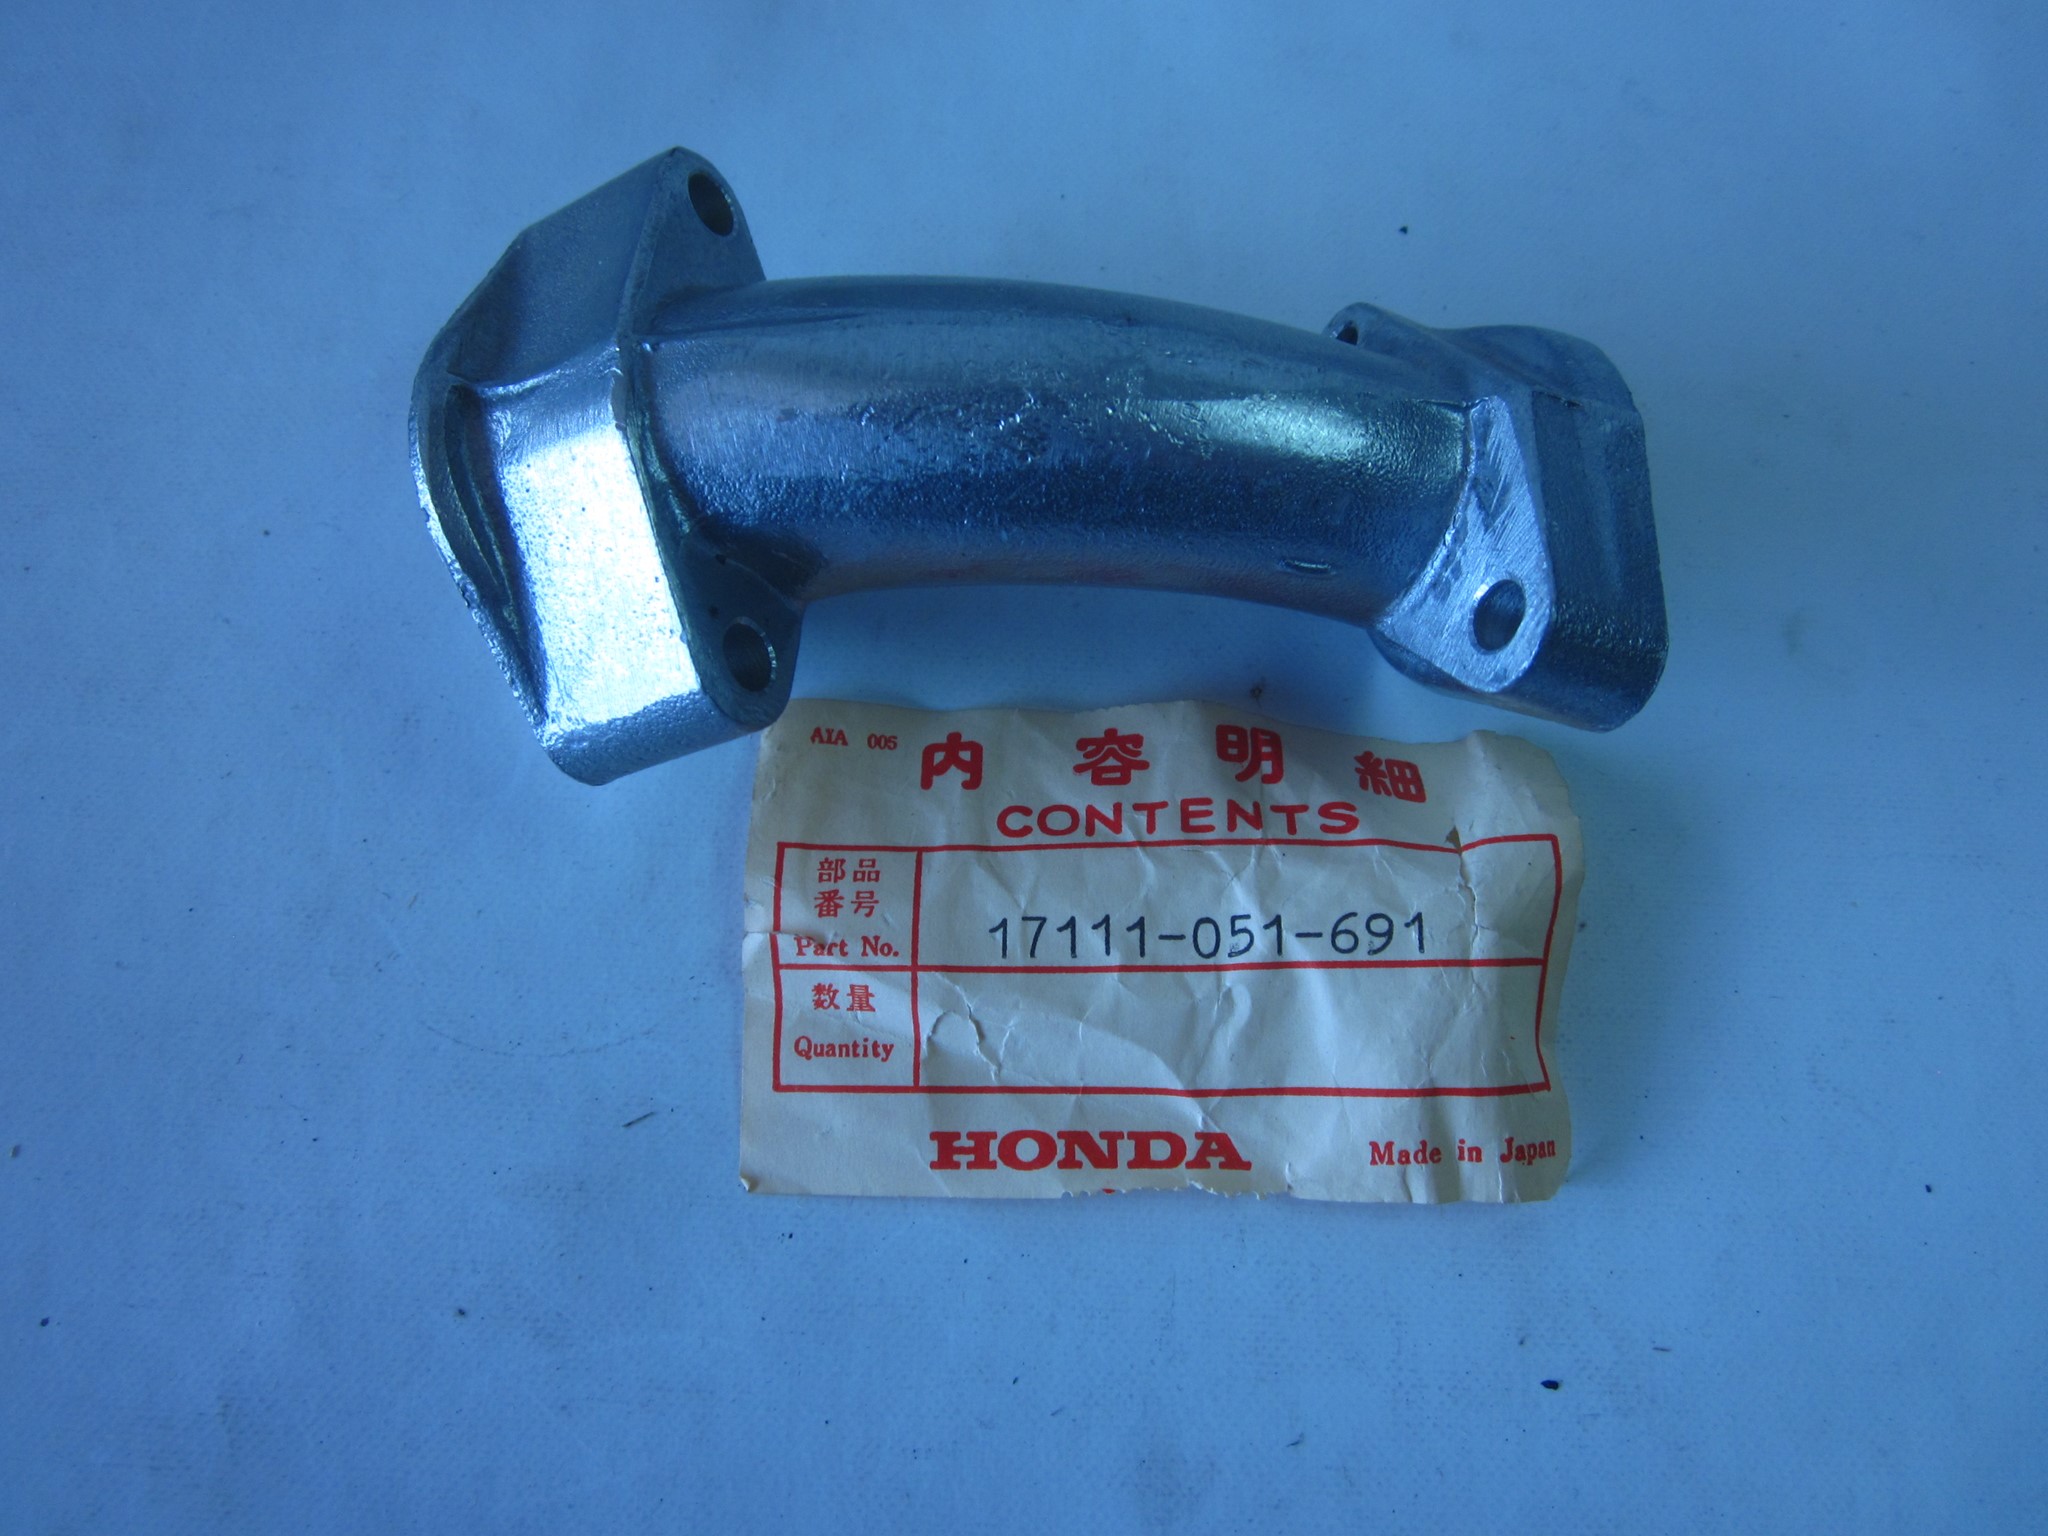 AIA 005
内容明細
CONTENTS
部品
番号
Part No.
17111-051-691
数量
Quantity
HONDA
Made in Japan